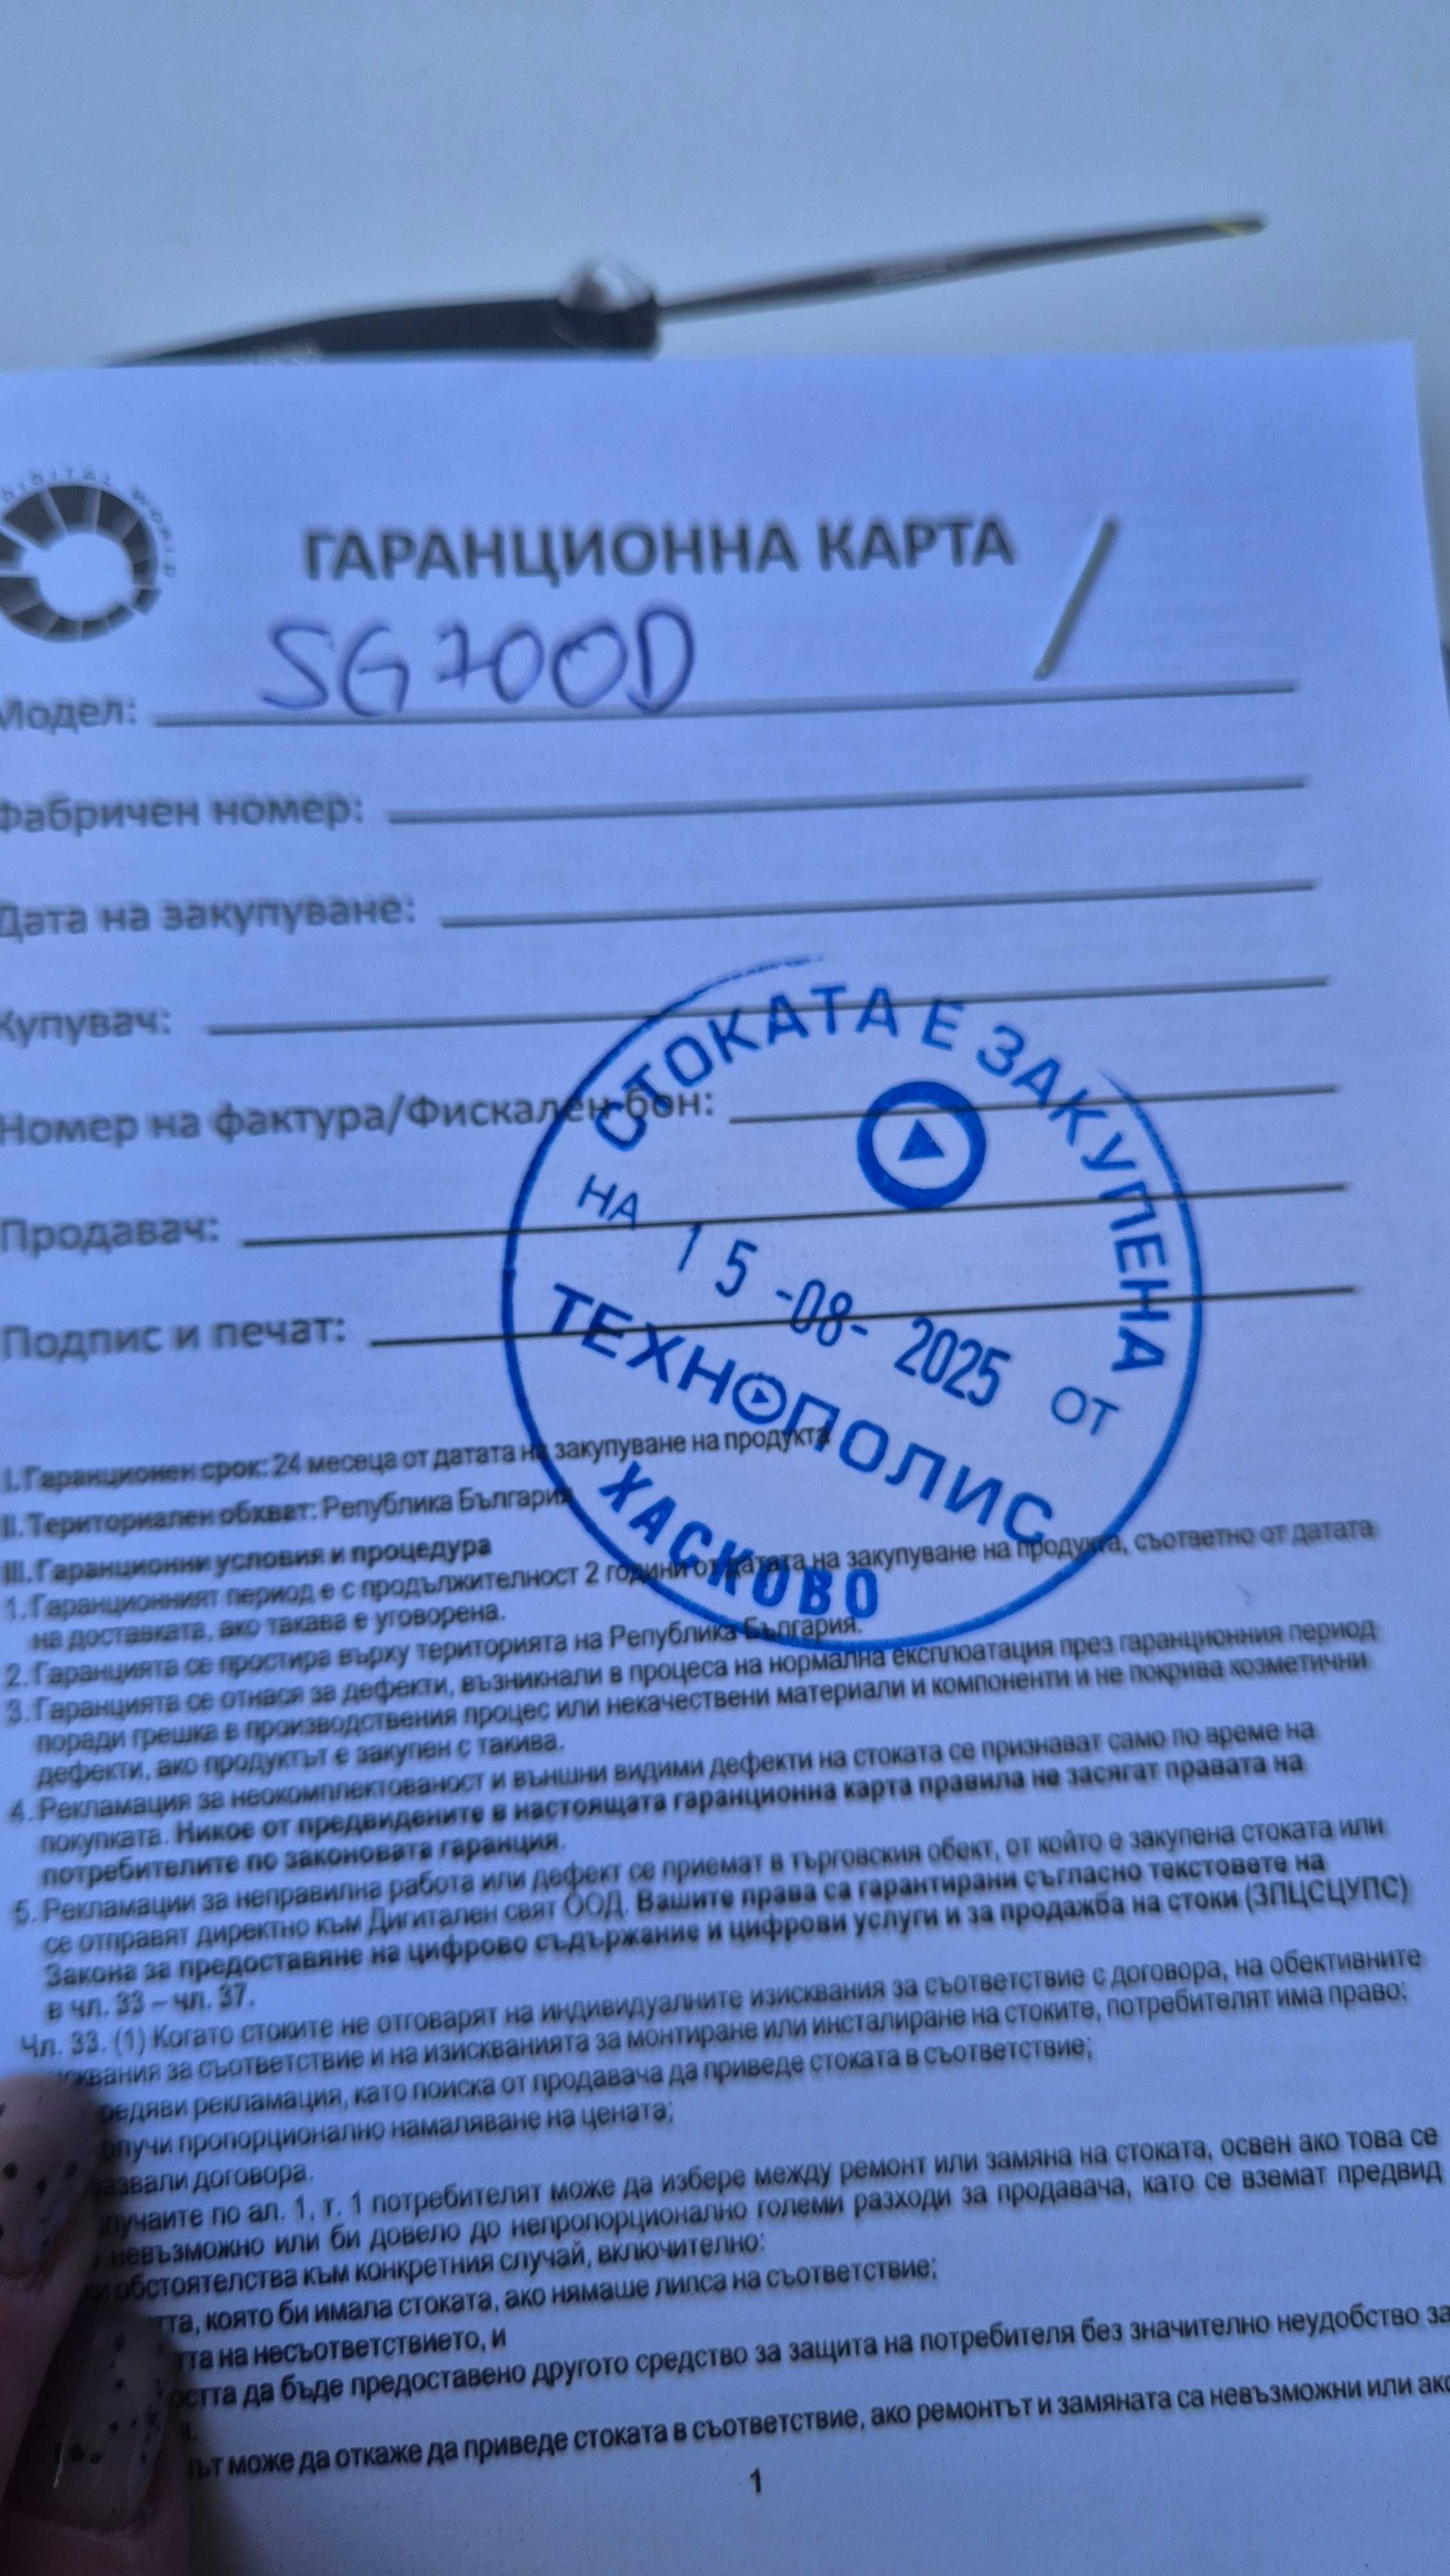 DIGITAL WORLD
ГАРАНЦИОННА КАРТА
SG700D
Модел:
Фабричен номер:
Дата на закупуване:
Купувач:
Номер на фактура/Фискален бон:
Продавач:
Подпис и печат:
СТОКАТА Е ЗАКУПЕНА
НА
15-08-2025
ОТ
ТЕХНОПОЛИС
ХАСКОВО
I. Гаранционен срок: 24 месеца от датата на закупуване на продукта
II. Териториален обхват: Република България
III. Гаранционни условия и процедура
1. Гаранционният период е с продължителност 2 години от датата на закупуване на продукта, съответно от датата
на доставката, ако такава е уговорена.
2. Гаранцията се простира върху територията на Република България.
3. Гаранцията се отнася за дефекти, възникнали в процеса на нормална експлоатация през гаранционния период
поради грешка в производствения процес или некачествени материали и компоненти и не покрива козметични
дефекти, ако продуктът е закупен с такива.
4. Рекламация за неокомплектованост и външни видими дефекти на стоката се признават само по време на
покупката. Никое от предвидените в настоящата гаранционна карта правила не засягат правата на
потребителите по законовата гаранция.
5. Рекламации за неправилна работа или дефект се приемат в търговския обект, от който е закупена стоката или
се отправят директно към Дигитален свят ООД. Вашите права са гарантирани съгласно текстовете на
Закона за предоставяне на цифрово съдържание и цифрови услуги и за продажба на стоки (ЗПЦСЦУПС)
в чл. 33 – чл. 37.
Чл. 33. (1) Когато стоките не отговарят на индивидуалните изисквания за съответствие с договора, на обективните
за съответствие и на изискванията за монтиране или инсталиране на стоките, потребителят има право:
рекламация, като поиска от продавача да приведе стоката в съответствие;
пропорционално намаляване на цената;
договора.
по ал. 1, т. 1 потребителят може да избере между ремонт или замяна на стоката, освен ако това се
невъзможно или би довело до непропорционално големи разходи за продавача, като се вземат предвид
обстоятелства към конкретния случай, включително:
която би имала стоката, ако нямаше липса на съответствие;
на несъответствието, и
да бъде предоставено другото средство за защита на потребителя без значително неудобство за
може да откаже да приведе стоката в съответствие, ако ремонтът и замяната са невъзможни или ако
1